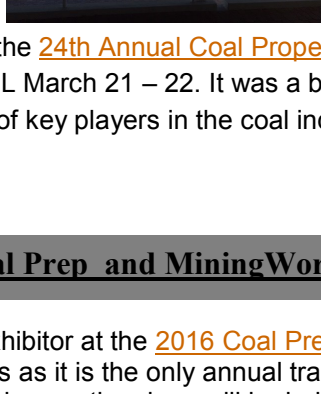 the 24th Annual Coal Prope
L March 21 – 22. It was a b
of key players in the coal in
al Prep and MiningWor
hibitor at the 2016 Coal Pre
s as it is the only annual tra